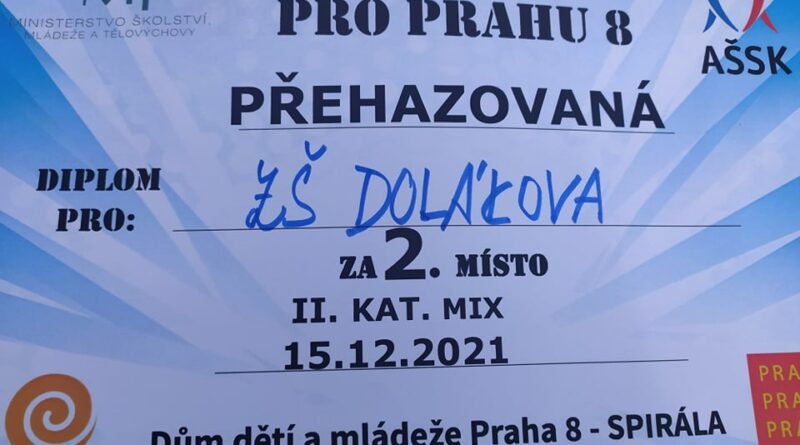 MINISTERSTVO ŠKOLSTVÍ,
MLÁDEŽE A TĚLOVÝCHOVY
PRO PRAHU 8
AŠSK
PŘEHAZOVANÁ
DIPLOM
PRO:
ZŠ DOLÁKOVA
ZA 2. MÍSTO
II. KAT. MIX
15.12.2021
PRA
PRA
PRA
Dům dětí a mládeže Praha 8 - SPIRÁLA